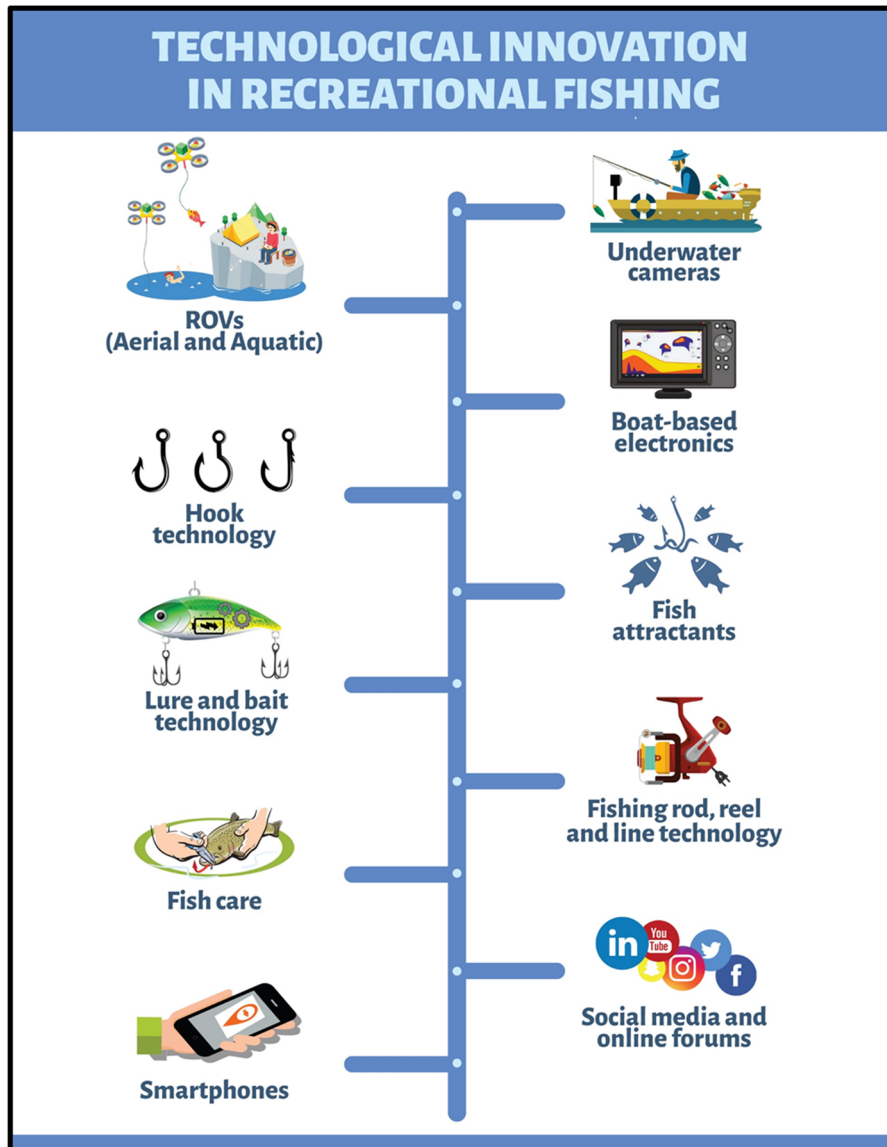 TECHNOLOGICAL INNOVATION
IN RECREATIONAL FISHING
Underwater
cameras
ROVs
(Aerial and Aquatic)
Boat-based
electronics
Hook
technology
Fish
attractants
Lure and bait
technology
Fishing rod, reel
and line technology
Fish care
in
You
Tube
f
Social media and
online forums
Smartphones